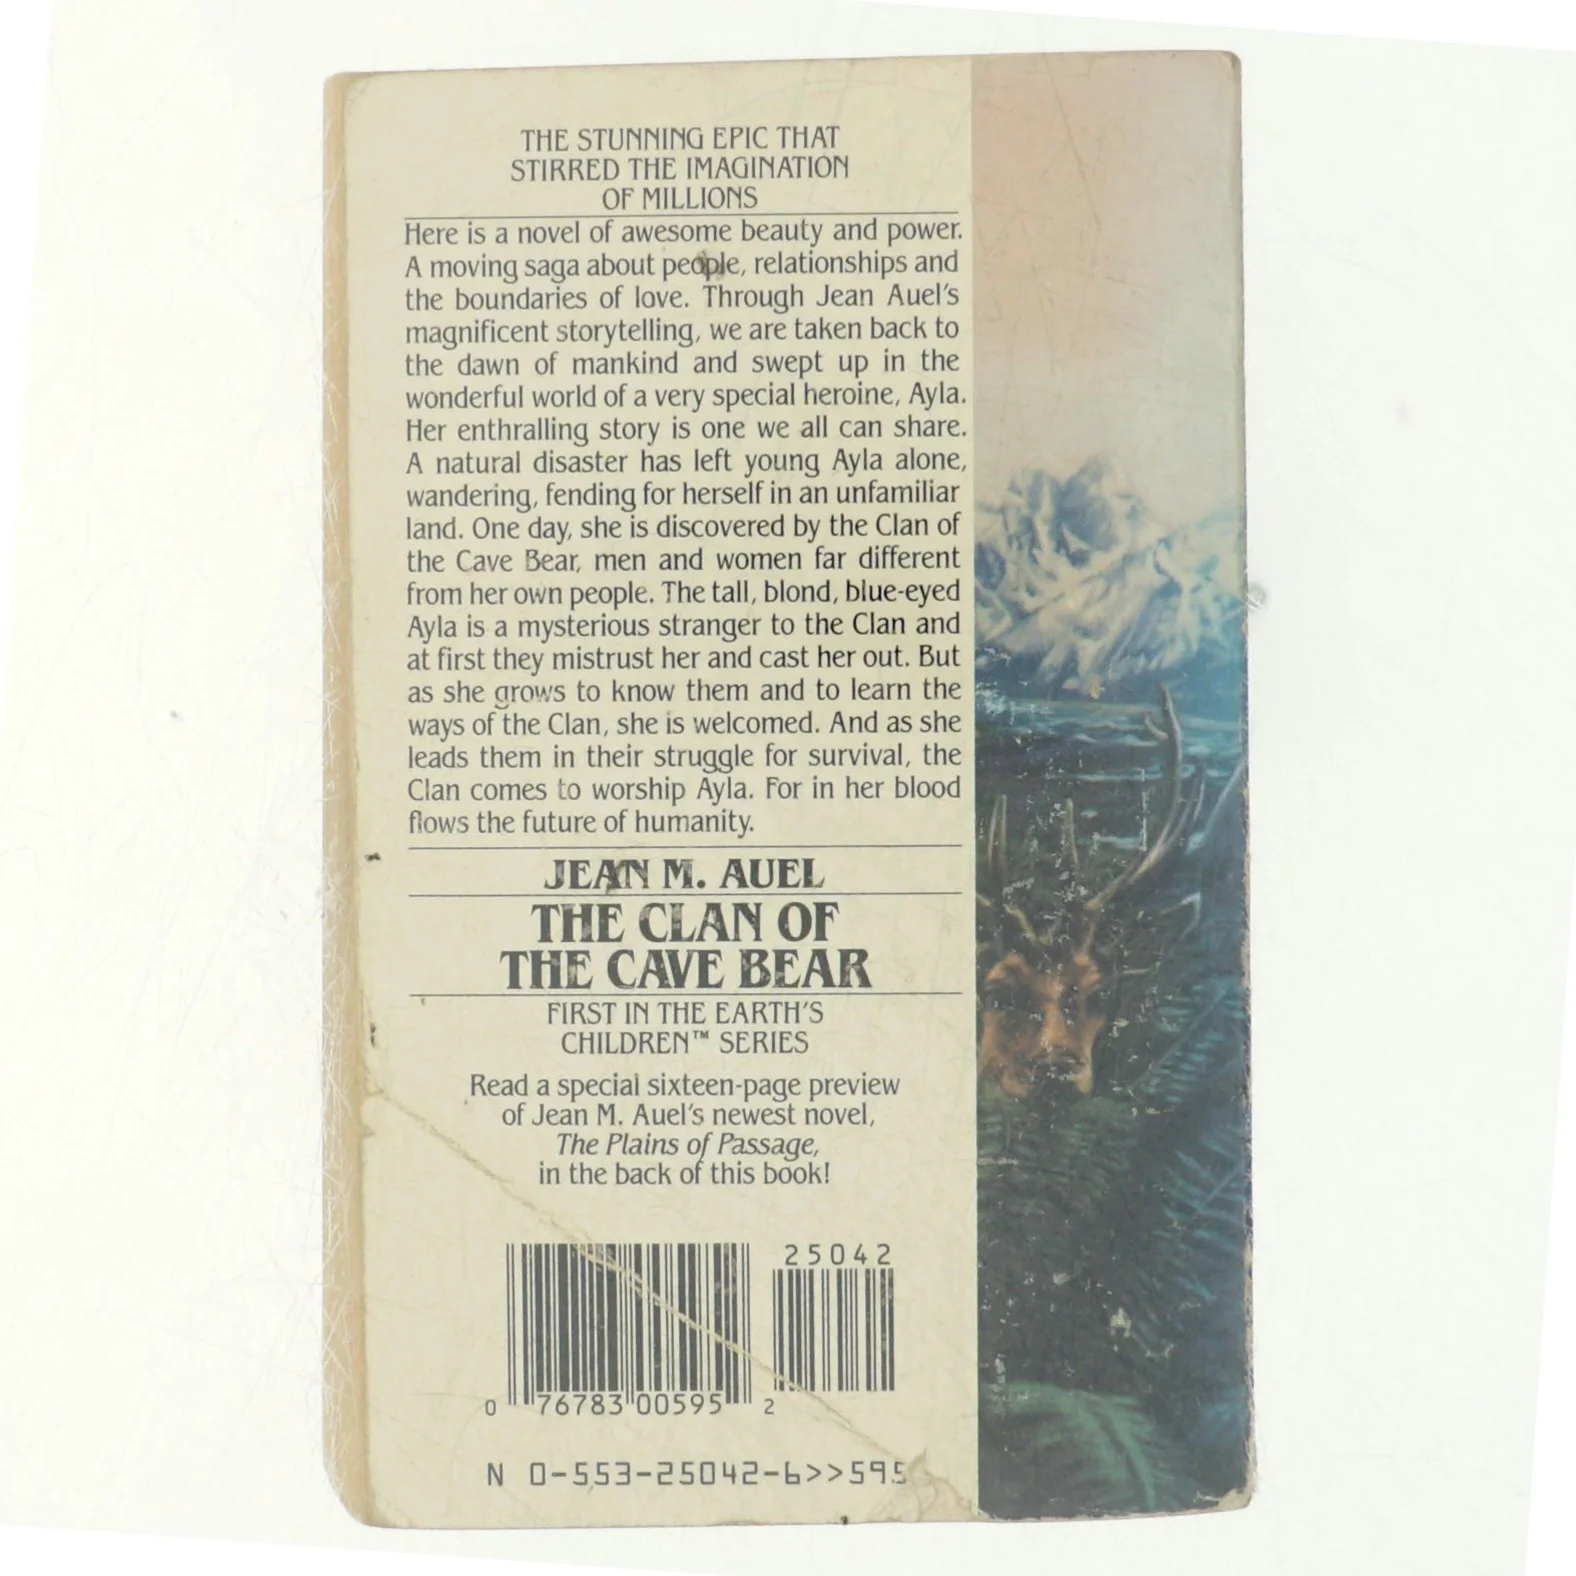 THE STUNNING EPIC THAT
STIRRED THE IMAGINATION
OF MILLIONS
Here is a novel of awesome beauty and power.
A moving saga about people, relationships and
the boundaries of love. Through Jean Auel's
magnificent storytelling, we are taken back to
the dawn of mankind and swept up in the
wonderful world of a very special heroine, Ayla.
Her enthralling story is one we all can share.
A natural disaster has left young Ayla alone,
wandering, fending for herself in an unfamiliar
land. One day, she is discovered by the Clan of
the Cave Bear, men and women far different
from her own people. The tall, blond, blue-eyed
Ayla is a mysterious stranger to the Clan and
at first they mistrust her and cast her out. But
as she grows to know them and to learn the
ways of the Clan, she is welcomed. And as she
leads them in their struggle for survival, the
Clan comes to worship Ayla. For in her blood
flows the future of humanity.
JEAN M. AUEL
THE CLAN OF
THE CAVE BEAR
FIRST IN THE EARTH'S
CHILDREN™ SERIES
Read a special sixteen-page preview
of Jean M. Auel's newest novel,
The Plains of Passage,
in the back of this book!
25042
0 76783 00595 2
N 0-553-25042-6>>595